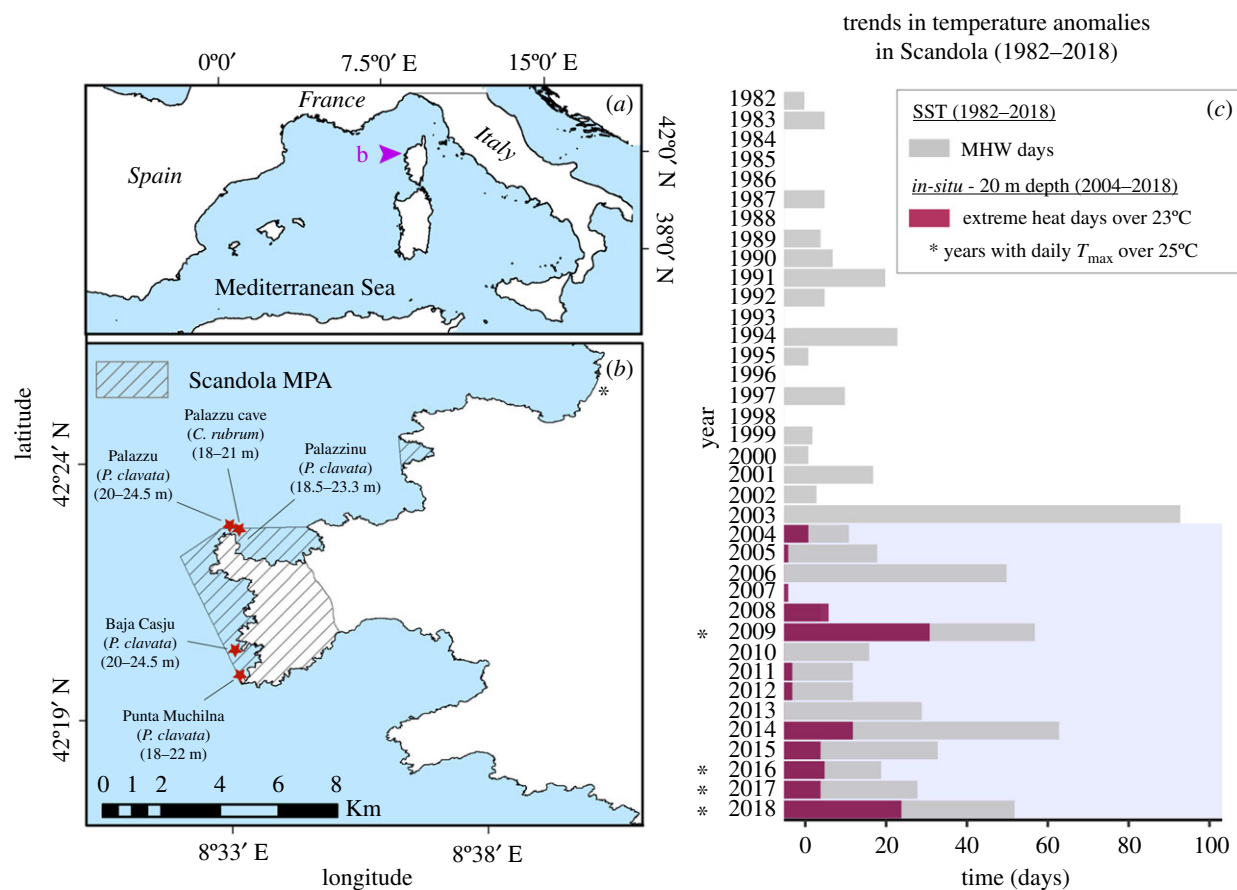 0º0′
7.5º0′ E
15º0′ E
France
(a)
42º0′ N
b
Italy
Spain
38º0′ N
Mediterranean Sea
(b)
Scandola MPA
*
Palazzu cave
(C. rubrum)
(18–21 m)
Palazzinu
(P. clavata)
(18.5–23.3 m)
Palazzu
(P. clavata)
(20–24.5 m)
latitude
42º24′ N
Baja Casju
(P. clavata)
(20–24.5 m)
Punta Muchilna
(P. clavata)
(18–22 m)
42º19′ N
0 2 4 6 8
Km
8º33′ E
8º38′ E
longitude
trends in temperature anomalies
in Scandola (1982–2018)
(c)
SST (1982–2018)
MHW days
in-situ - 20 m depth (2004–2018)
extreme heat days over 23ºC
* years with daily Tmax over 25ºC
year
1982
1983
1984
1985
1986
1987
1988
1989
1990
1991
1992
1993
1994
1995
1996
1997
1998
1999
2000
2001
2002
2003
2004
2005
2006
2007
2008
* 2009
2010
2011
2012
2013
2014
2015
* 2016
* 2017
* 2018
0 20 40 60 80 100
time (days)